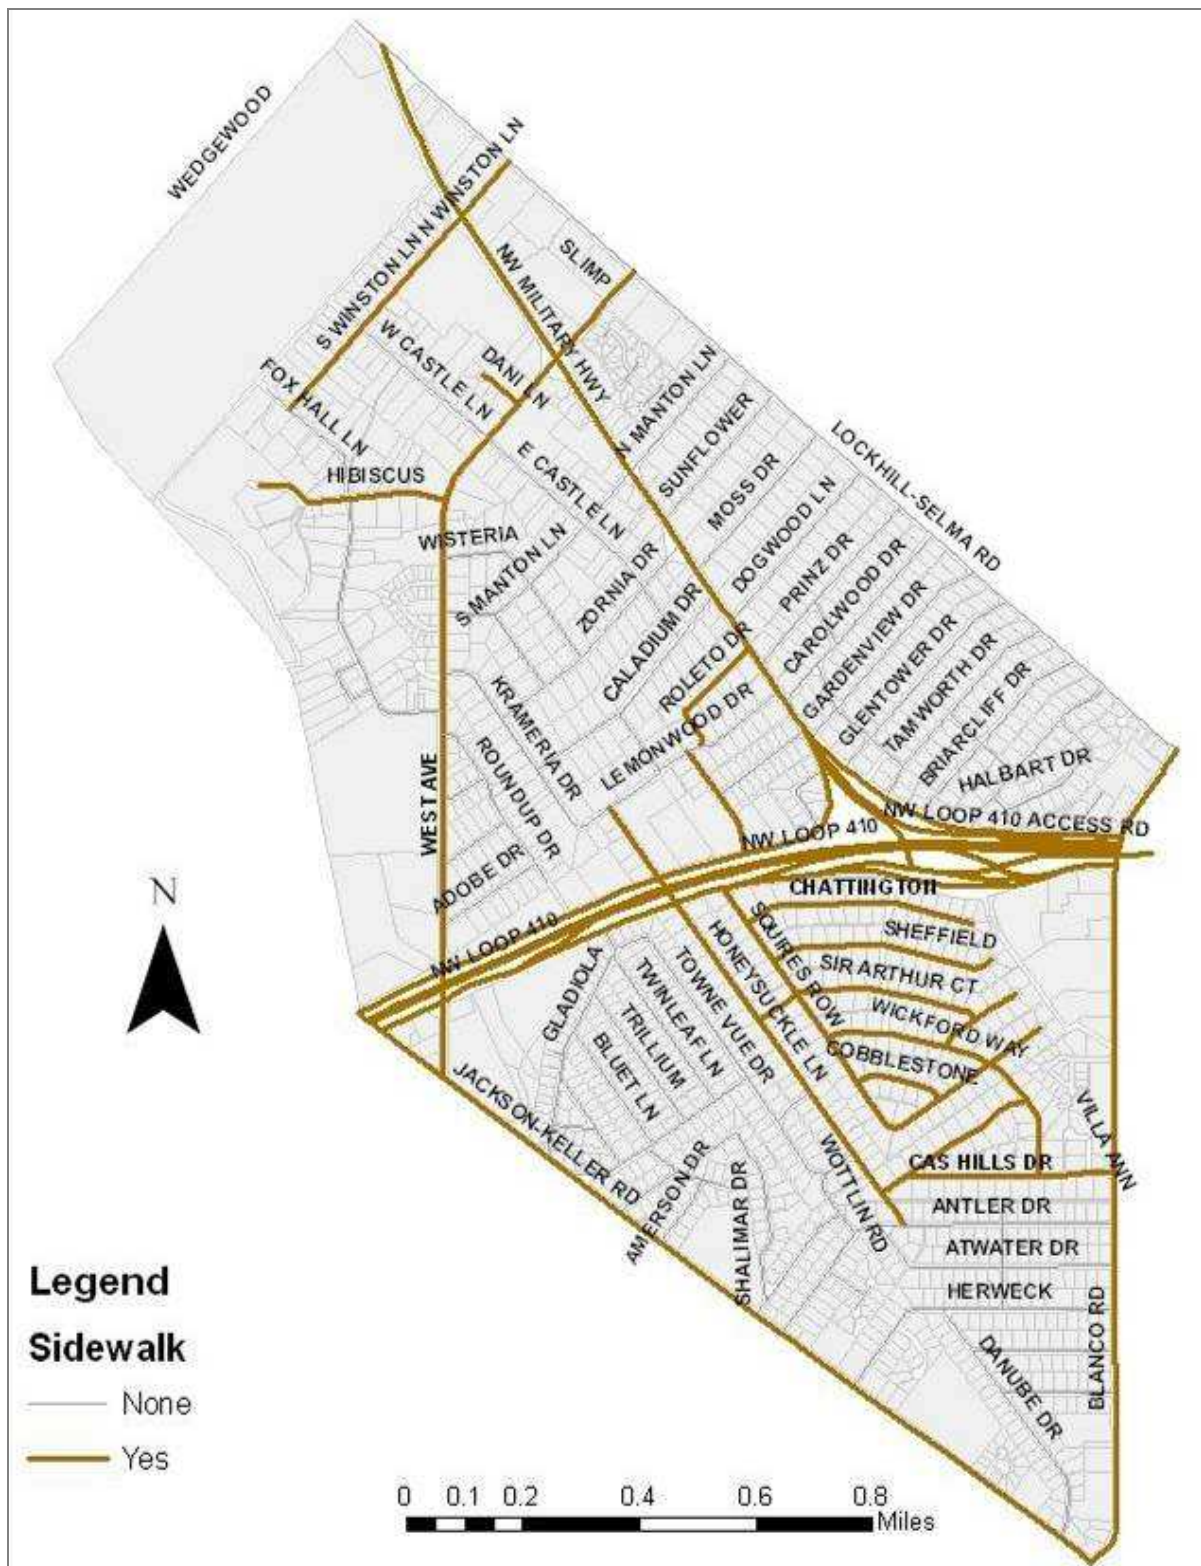 WEDGEWOOD
N WINSTON LN
S WINSTON LN
SLIMP
NW MILITARY HWY
W CASTLE LN
DANI LN
FOX HALL LN
HIBISCUS
N MANTON LN
SUNFLOWER
LOCKHILL-SELMA RD
E CASTLE LN
MOSS DR
WISTERIA
S MANTON LN
DOGWOOD LN
PRINZ DR
ZORNIA DR
CAROLWOOD DR
CALADIUM DR
GARDENVIEW DR
ROLETO DR
GLENTOWER DR
TAMWORTH DR
BRIARCLIFF DR
KRAMERIA DR
LEMONWOOD DR
ROUNDUP DR
HALBART DR
WEST AVE
NW LOOP 410 ACCESS RD
NW LOOP 410
ADOBE DR
CHATTINGTON
N
NW LOOP 410
SQUIRES ROW
SHEFFIELD
HONEYSUCKLE LN
SIR ARTHUR CT
GLADIOLA
TOWNE VUE DR
TWINLEAF LN
TRILLIUM
BLUET LN
WICKFORD WAY
COBBLESTONE
JACKSON-KELLER RD
VILLA ANN
WOTTLIN RD
CAS HILLS DR
AMERSON DR
SHALIMAR DR
ANTLER DR
ATWATER DR
HERWECK
BLANCO RD
DANUBE DR
Legend
Sidewalk
None
Yes
0 0.1 0.2 0.4 0.6 0.8
Miles